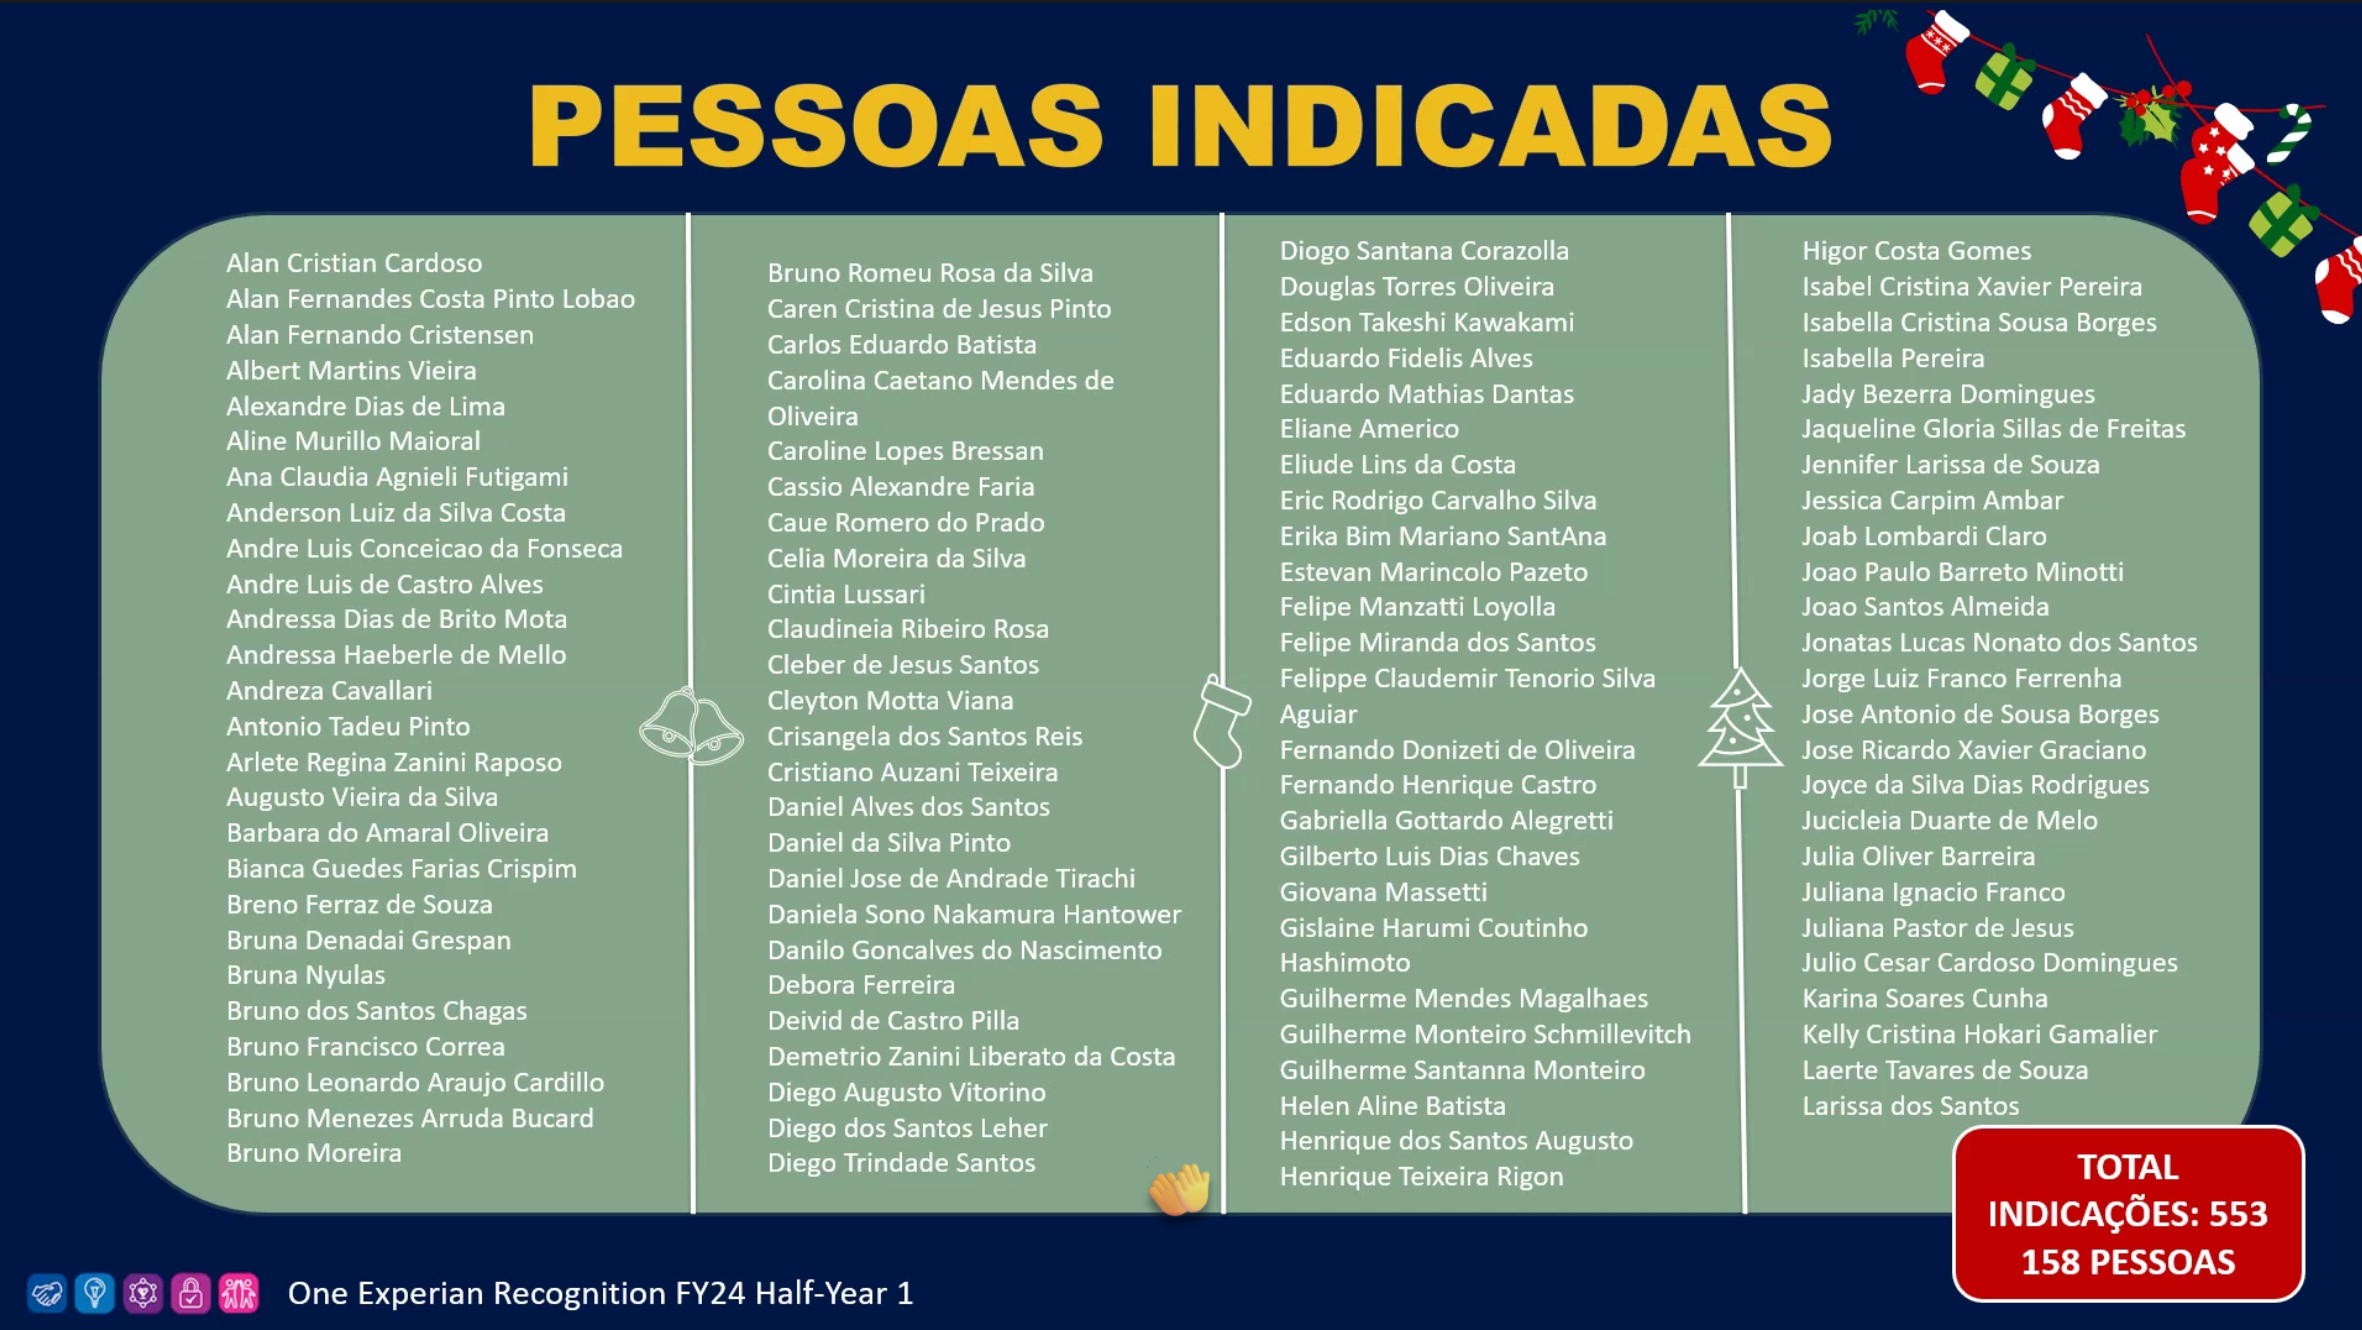 PESSOAS INDICADAS
Alan Cristian Cardoso
Alan Fernandes Costa Pinto Lobao
Alan Fernando Cristensen
Albert Martins Vieira
Alexandre Dias de Lima
Aline Murillo Maioral
Ana Claudia Agnieli Futigami
Anderson Luiz da Silva Costa
Andre Luis Conceicao da Fonseca
Andre Luis de Castro Alves
Andressa Dias de Brito Mota
Andressa Haeberle de Mello
Andreza Cavallari
Antonio Tadeu Pinto
Arlete Regina Zanini Raposo
Augusto Vieira da Silva
Barbara do Amaral Oliveira
Bianca Guedes Farias Crispim
Breno Ferraz de Souza
Bruna Denadai Grespan
Bruna Nyulas
Bruno dos Santos Chagas
Bruno Francisco Correa
Bruno Leonardo Araujo Cardillo
Bruno Menezes Arruda Bucard
Bruno Moreira
Bruno Romeu Rosa da Silva
Caren Cristina de Jesus Pinto
Carlos Eduardo Batista
Carolina Caetano Mendes de
Oliveira
Caroline Lopes Bressan
Cassio Alexandre Faria
Caue Romero do Prado
Celia Moreira da Silva
Cintia Lussari
Claudineia Ribeiro Rosa
Cleber de Jesus Santos
Cleyton Motta Viana
Crisangela dos Santos Reis
Cristiano Auzani Teixeira
Daniel Alves dos Santos
Daniel da Silva Pinto
Daniel Jose de Andrade Tirachi
Daniela Sono Nakamura Hantower
Danilo Goncalves do Nascimento
Debora Ferreira
Deivid de Castro Pilla
Demetrio Zanini Liberato da Costa
Diego Augusto Vitorino
Diego dos Santos Leher
Diego Trindade Santos
Diogo Santana Corazolla
Douglas Torres Oliveira
Edson Takeshi Kawakami
Eduardo Fidelis Alves
Eduardo Mathias Dantas
Eliane Americo
Eliude Lins da Costa
Eric Rodrigo Carvalho Silva
Erika Bim Mariano SantAna
Estevan Marincolo Pazeto
Felipe Manzatti Loyolla
Felipe Miranda dos Santos
Felippe Claudemir Tenorio Silva
Aguiar
Fernando Donizeti de Oliveira
Fernando Henrique Castro
Gabriella Gottardo Alegretti
Gilberto Luis Dias Chaves
Giovana Massetti
Gislaine Harumi Coutinho
Hashimoto
Guilherme Mendes Magalhaes
Guilherme Monteiro Schmillevitch
Guilherme Santanna Monteiro
Helen Aline Batista
Henrique dos Santos Augusto
Henrique Teixeira Rigon
Higor Costa Gomes
Isabel Cristina Xavier Pereira
Isabella Cristina Sousa Borges
Isabella Pereira
Jady Bezerra Domingues
Jaqueline Gloria Sillas de Freitas
Jennifer Larissa de Souza
Jessica Carpim Ambar
Joab Lombardi Claro
Joao Paulo Barreto Minotti
Joao Santos Almeida
Jonatas Lucas Nonato dos Santos
Jorge Luiz Franco Ferrenha
Jose Antonio de Sousa Borges
Jose Ricardo Xavier Graciano
Joyce da Silva Dias Rodrigues
Jucicleia Duarte de Melo
Julia Oliver Barreira
Juliana Ignacio Franco
Juliana Pastor de Jesus
Julio Cesar Cardoso Domingues
Karina Soares Cunha
Kelly Cristina Hokari Gamalier
Laerte Tavares de Souza
Larissa dos Santos
TOTAL
INDICAÇÕES: 553
158 PESSOAS
One Experian Recognition FY24 Half-Year 1